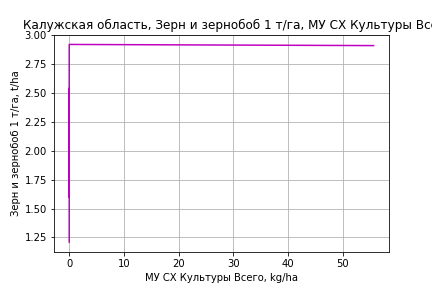 Калужская область, Зерн и зернобоб 1 т/га, МУ СХ Культуры Все
3.00
2.75
2.50
2.25
2.00
1.75
1.50
1.25
Зерн и зернобоб 1 т/га, t/ha
0 10 20 30 40 50
МУ СХ Культуры Всего, kg/ha